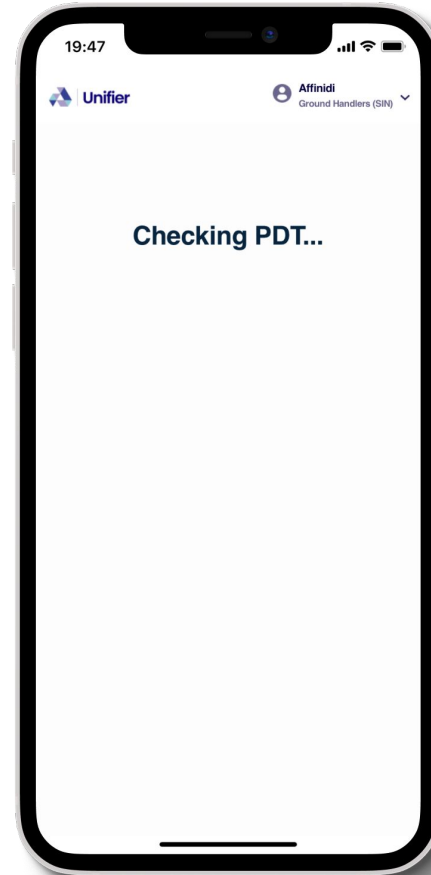 19:47
Unifier
Affinidi
Ground Handlers (SIN)
Checking PDT...